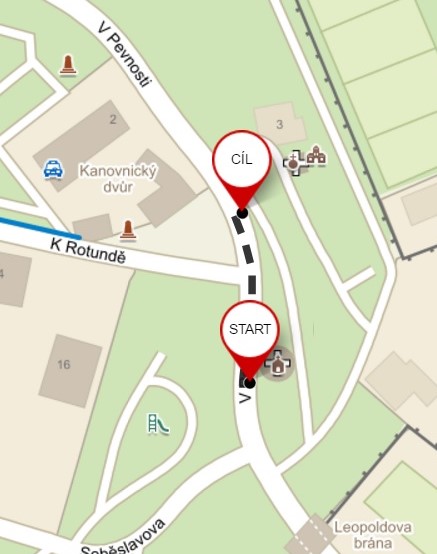 V Pevnosti
2
CÍL
3
Kanovnický
dvůr
K Rotundě
4
START
16
V
Soběslavova
Leopoldova
brána